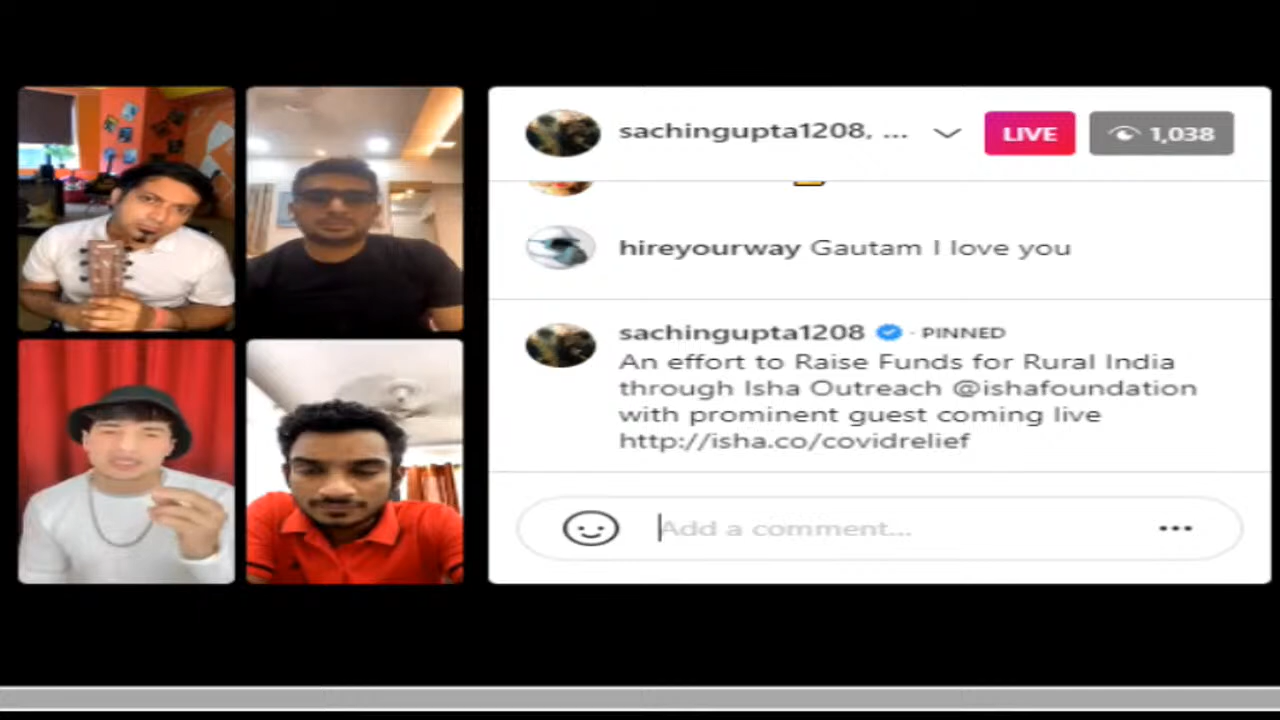 sachingupta1208, ...
LIVE
1,038
hireyourway Gautam I love you
sachingupta1208 · PINNED
An effort to Raise Funds for Rural India
through Isha Outreach @ishafoundation
with prominent guest coming live
http://isha.co/covidrelief
Add a comment...